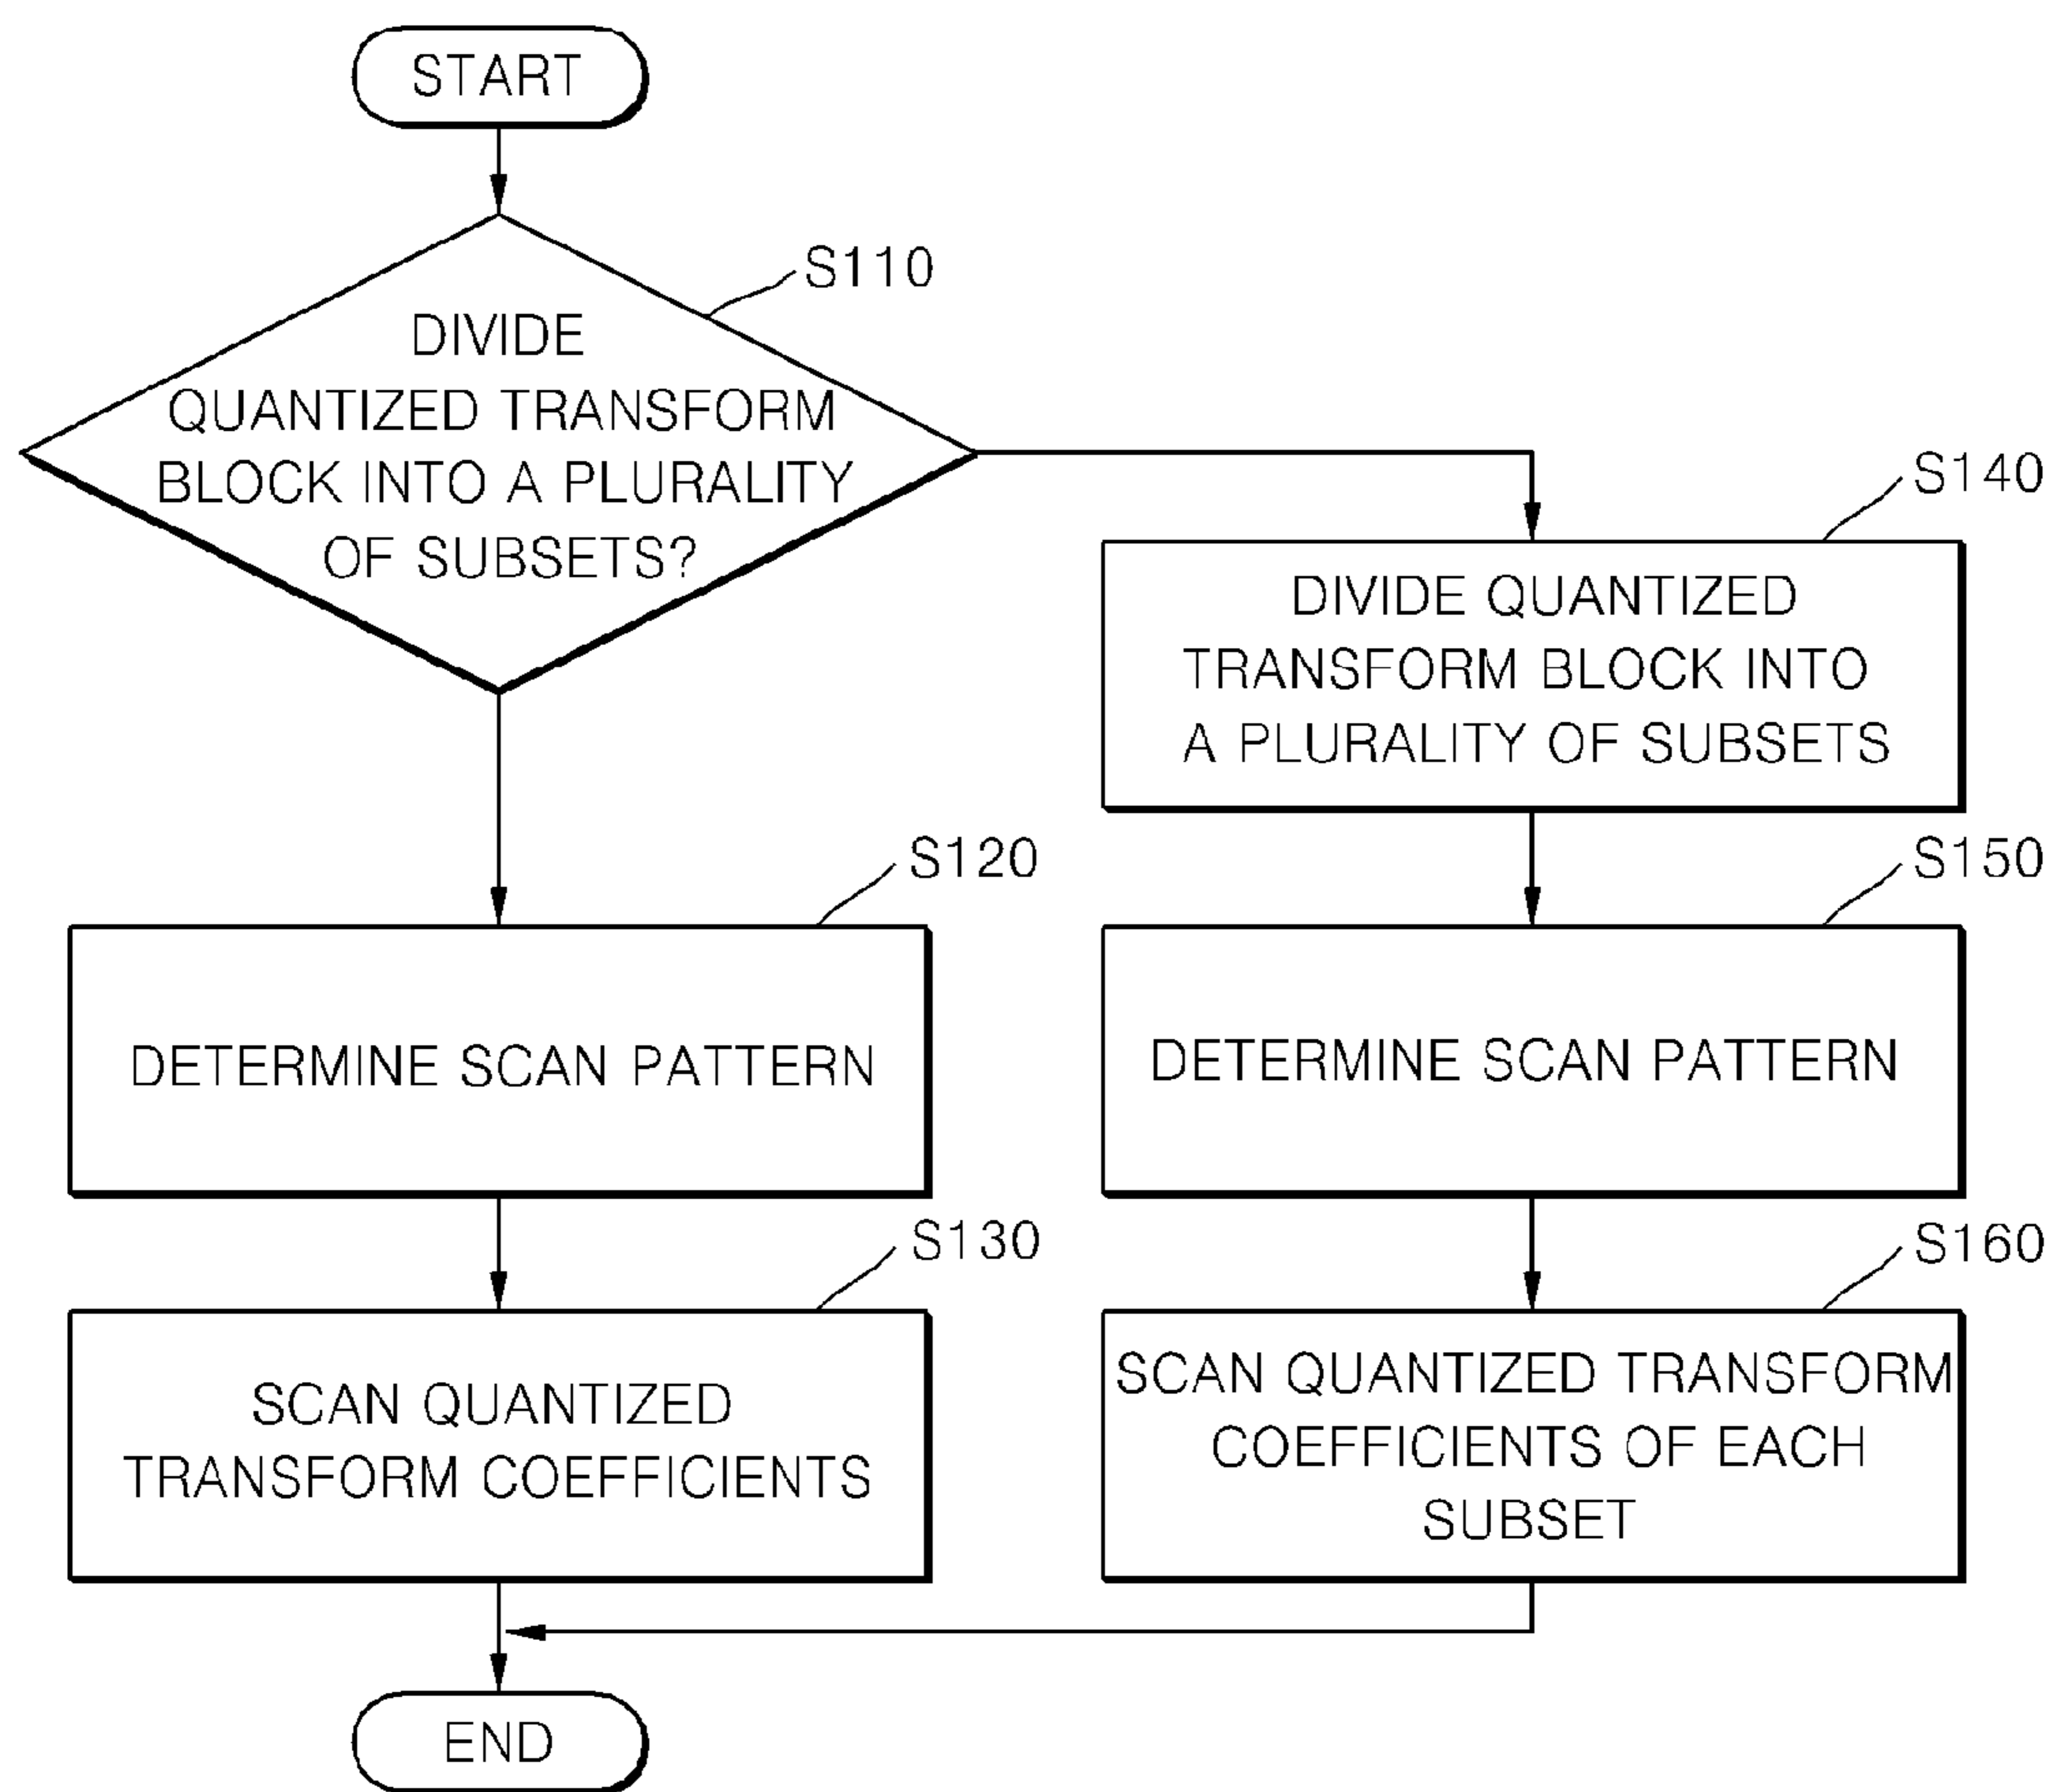 START
S110
DIVIDE
QUANTIZED TRANSFORM
BLOCK INTO A PLURALITY
OF SUBSETS?
S140
DIVIDE QUANTIZED
TRANSFORM BLOCK INTO
A PLURALITY OF SUBSETS
S120
DETERMINE SCAN PATTERN
S150
DETERMINE SCAN PATTERN
S130
SCAN QUANTIZED
TRANSFORM COEFFICIENTS
S160
SCAN QUANTIZED TRANSFORM
COEFFICIENTS OF EACH
SUBSET
END